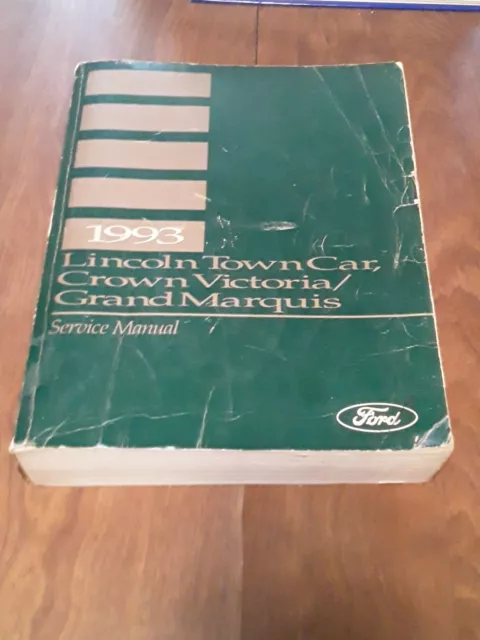 1993
Lincoln Town Car,
Crown Victoria/
Grand Marquis
Service Manual
Ford